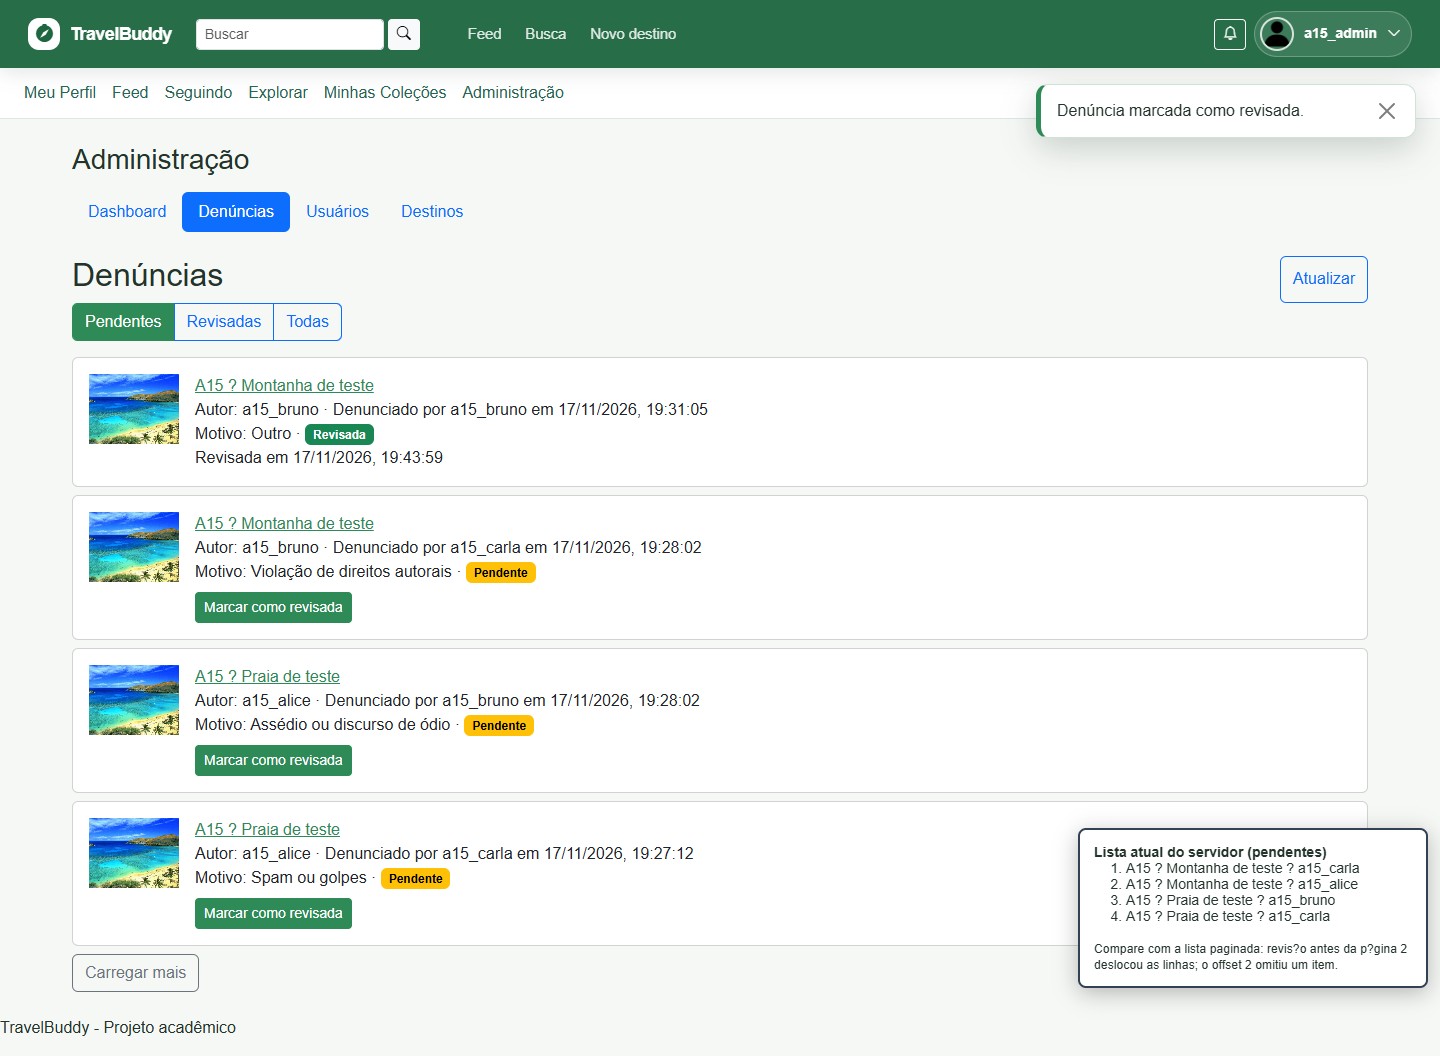 TravelBuddy
Buscar
Feed
Busca
Novo destino
a15_admin
Meu Perfil
Feed
Seguindo
Explorar
Minhas Coleções
Administração
Denúncia marcada como revisada.
Administração
Dashboard
Denúncias
Usuários
Destinos
Denúncias
Atualizar
Pendentes
Revisadas
Todas
A15 ? Montanha de teste
Autor: a15_bruno · Denunciado por a15_bruno em 17/11/2026, 19:31:05
Motivo: Outro · Revisada
Revisada em 17/11/2026, 19:43:59
A15 ? Montanha de teste
Autor: a15_bruno · Denunciado por a15_carla em 17/11/2026, 19:28:02
Motivo: Violação de direitos autorais · Pendente
Marcar como revisada
A15 ? Praia de teste
Autor: a15_alice · Denunciado por a15_bruno em 17/11/2026, 19:28:02
Motivo: Assédio ou discurso de ódio · Pendente
Marcar como revisada
A15 ? Praia de teste
Autor: a15_alice · Denunciado por a15_carla em 17/11/2026, 19:27:12
Motivo: Spam ou golpes · Pendente
Marcar como revisada
Carregar mais
Lista atual do servidor (pendentes)
1. A15 ? Montanha de teste ? a15_carla
2. A15 ? Montanha de teste ? a15_alice
3. A15 ? Praia de teste ? a15_bruno
4. A15 ? Praia de teste ? a15_carla
Compare com a lista paginada: revis?o antes da p?gina 2
deslocou as linhas; o offset 2 omitiu um item.
TravelBuddy - Projeto acadêmico